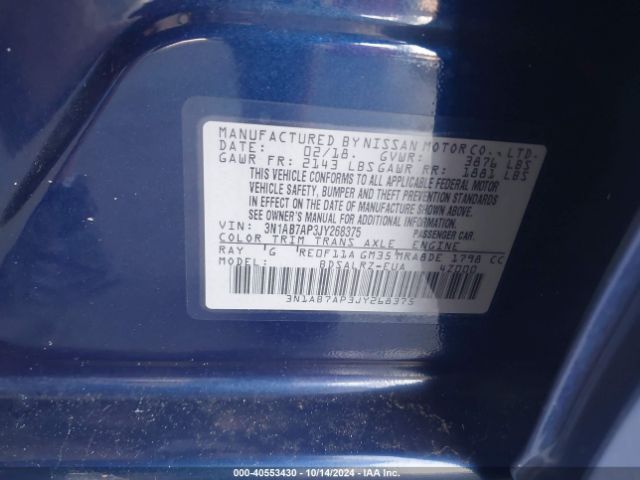 MANUFACTURED BY NISSAN MOTOR CO., LTD.
DATE: 02/18. GVWR: 3876 LBS
GAWR FR: 2143 LBS GAWR RR: 1881 LBS
THIS VEHICLE CONFORMS TO ALL APPLICABLE FEDERAL MOTOR
VEHICLE SAFETY, BUMPER AND THEFT PREVENTION STANDARDS
IN EFFECT ON THE DATE OF MANUFACTURE SHOWN ABOVE.
SEE OWNER'S MANUAL FOR ADDITIONAL INFORMATION.
VIN: 3N1AB7AP3JY268375 PASSENGER CAR.
COLOR TRIM TRANS AXLE ENGINE
RAY G RE0F11A GM35 MRA8DE 1798 CC
BDSALRZ-EUA 4Z000
3N1AB7AP3JY268375
000-40553430 - 10/14/2024 - IAA Inc.